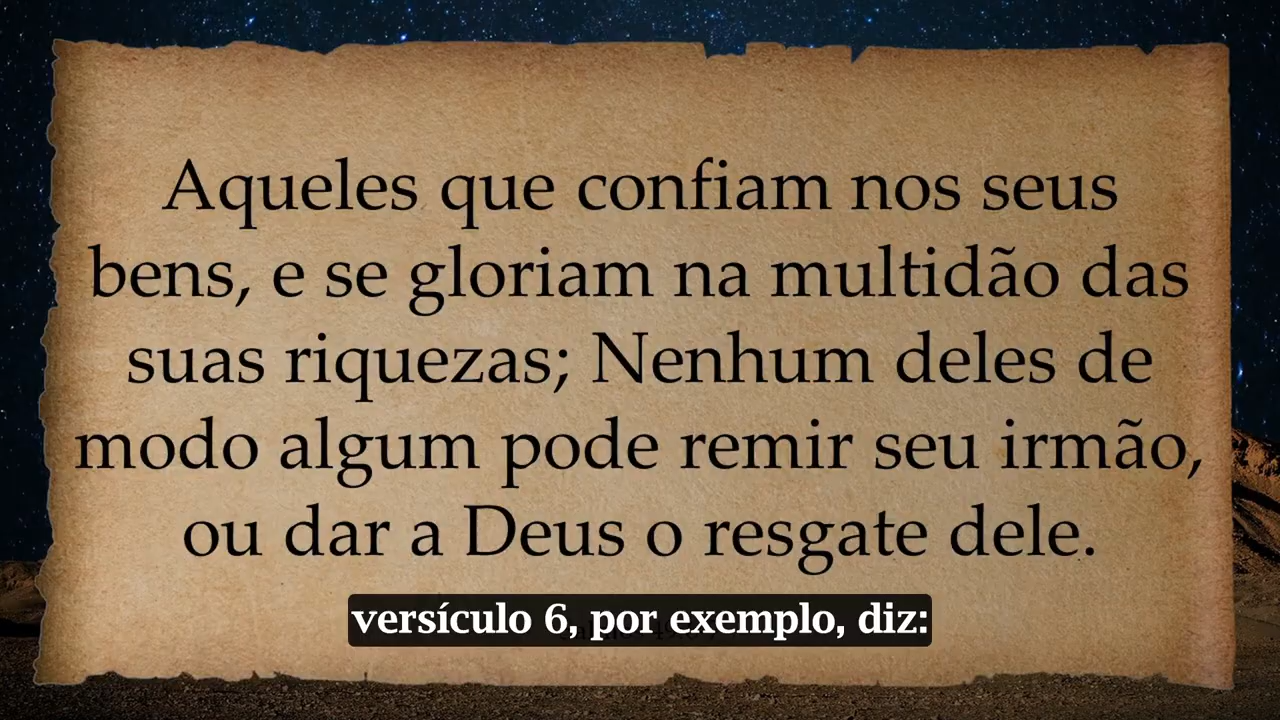 Aqueles que confiam nos seus
bens, e se gloriam na multidão das
suas riquezas; Nenhum deles de
modo algum pode remir seu irmão,
ou dar a Deus o resgate dele.
versículo 6, por exemplo, diz: